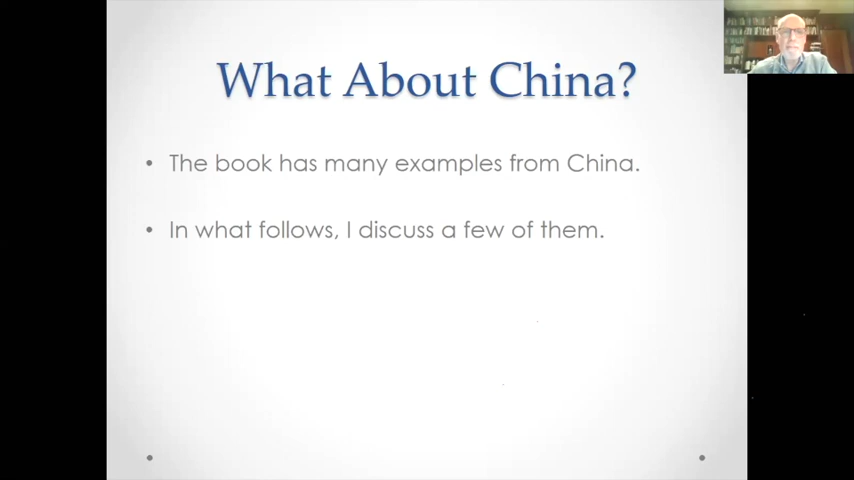 What About China?
• The book has many examples from China.
• In what follows, I discuss a few of them.